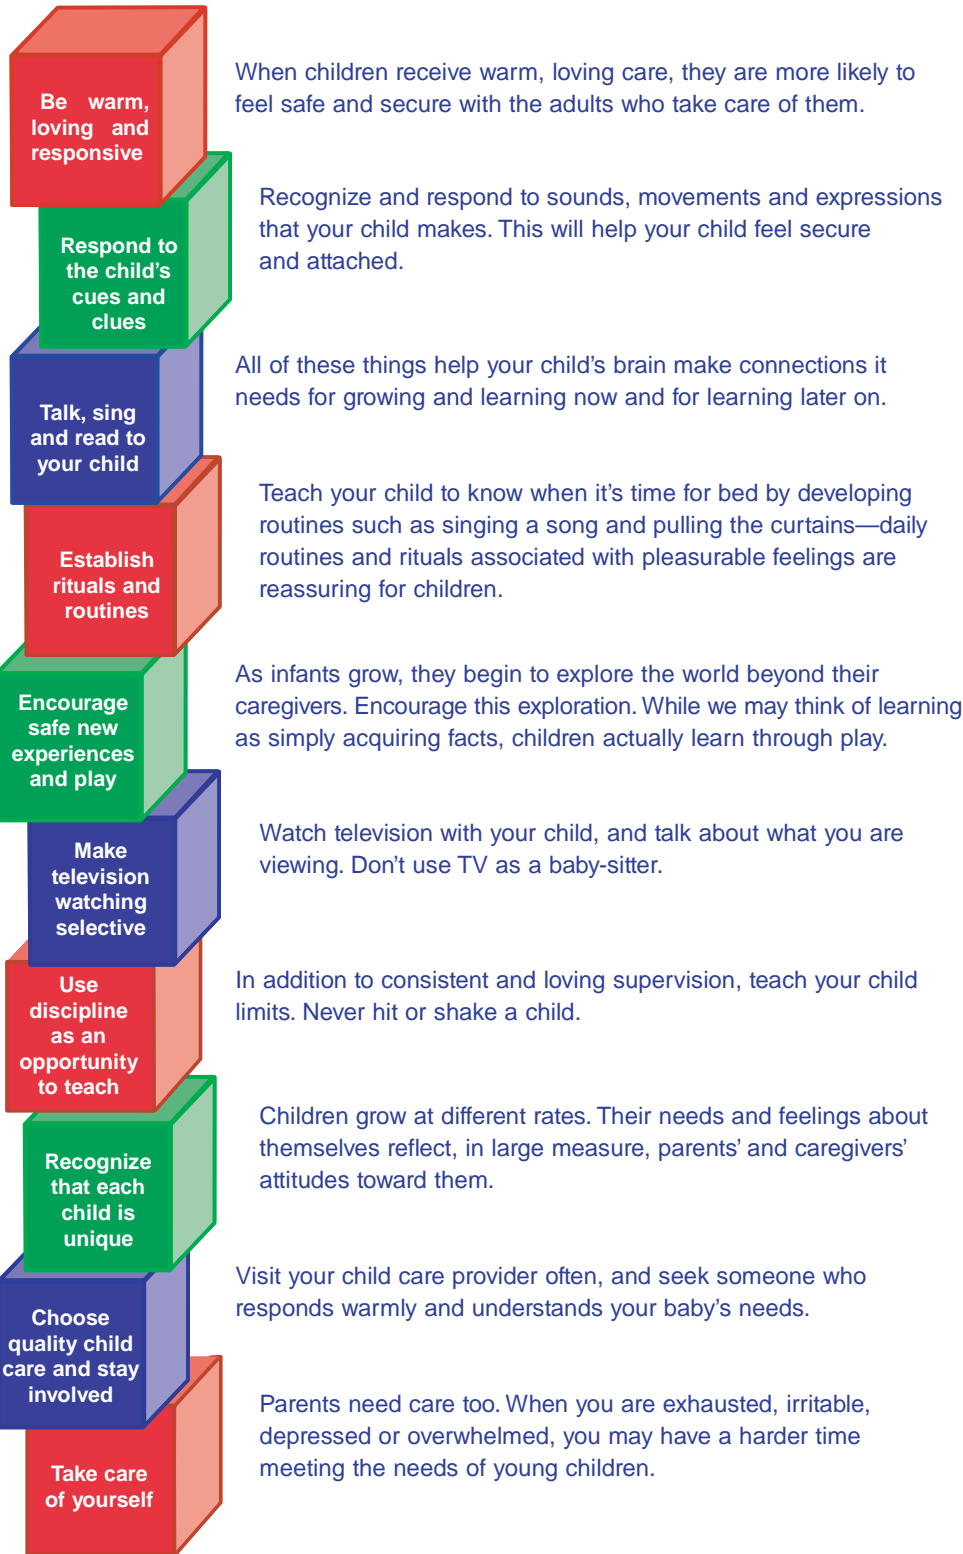 Be warm,
loving and
responsive
When children receive warm, loving care, they are more likely to
feel safe and secure with the adults who take care of them.
Respond to
the child’s
cues and
clues
Recognize and respond to sounds, movements and expressions
that your child makes. This will help your child feel secure
and attached.
Talk, sing
and read to
your child
All of these things help your child’s brain make connections it
needs for growing and learning now and for learning later on.
Establish
rituals and
routines
Teach your child to know when it’s time for bed by developing
routines such as singing a song and pulling the curtains—daily
routines and rituals associated with pleasurable feelings are
reassuring for children.
Encourage
safe new
experiences
and play
As infants grow, they begin to explore the world beyond their
caregivers. Encourage this exploration. While we may think of learning
as simply acquiring facts, children actually learn through play.
Make
television
watching
selective
Watch television with your child, and talk about what you are
viewing. Don’t use TV as a baby-sitter.
Use
discipline
as an
opportunity
to teach
In addition to consistent and loving supervision, teach your child
limits. Never hit or shake a child.
Recognize
that each
child is
unique
Children grow at different rates. Their needs and feelings about
themselves reflect, in large measure, parents’ and caregivers’
attitudes toward them.
Choose
quality child
care and stay
involved
Visit your child care provider often, and seek someone who
responds warmly and understands your baby’s needs.
Take care
of yourself
Parents need care too. When you are exhausted, irritable,
depressed or overwhelmed, you may have a harder time
meeting the needs of young children.